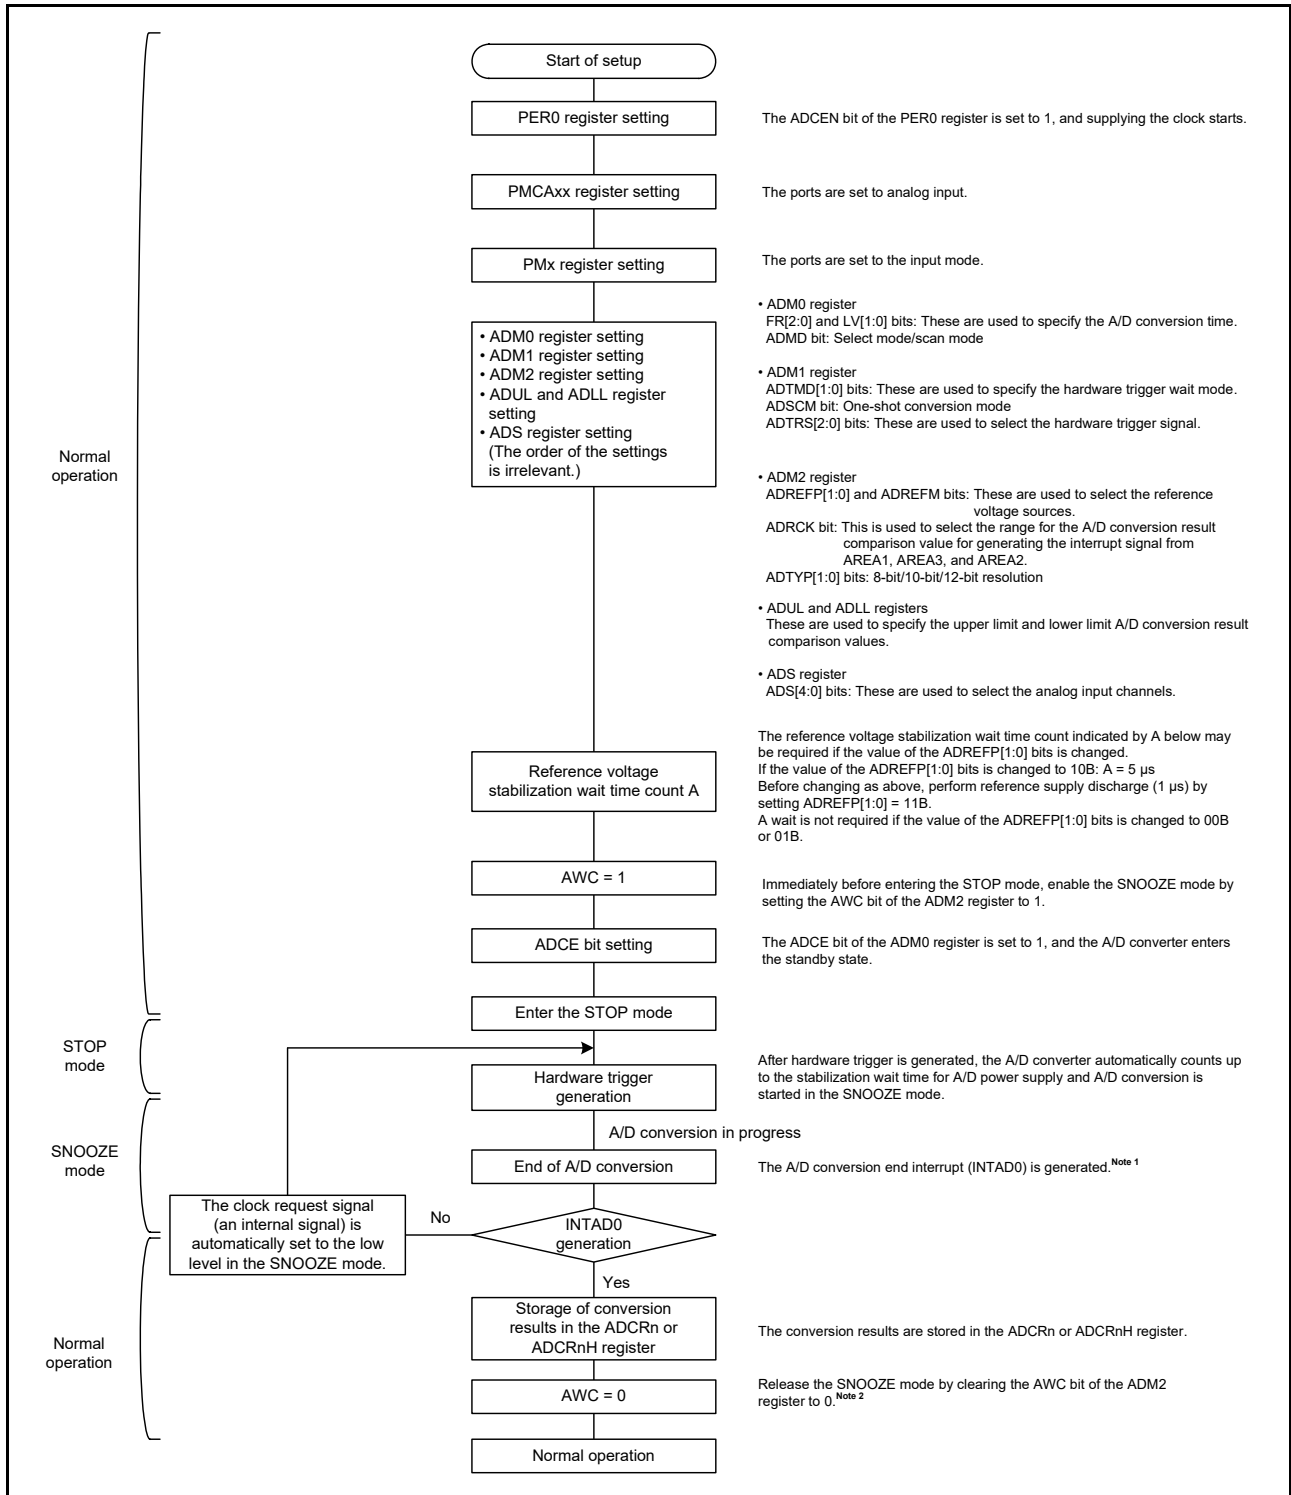 Start of setup
PER0 register setting
The ADCEN bit of the PER0 register is set to 1, and supplying the clock starts.
PMCAxx register setting
The ports are set to analog input.
PMx register setting
The ports are set to the input mode.
• ADM0 register setting
• ADM1 register setting
• ADM2 register setting
• ADUL and ADLL register
setting
• ADS register setting
(The order of the settings
is irrelevant.)
• ADM0 register
FR[2:0] and LV[1:0] bits: These are used to specify the A/D conversion time.
ADMD bit: Select mode/scan mode
• ADM1 register
ADTMD[1:0] bits: These are used to specify the hardware trigger wait mode.
ADSCM bit: One-shot conversion mode
ADTRS[2:0] bits: These are used to select the hardware trigger signal.
Normal
operation
• ADM2 register
ADREFP[1:0] and ADREFM bits: These are used to select the reference
voltage sources.
ADRCK bit: This is used to select the range for the A/D conversion result
comparison value for generating the interrupt signal from
AREA1, AREA3, and AREA2.
ADTYP[1:0] bits: 8-bit/10-bit/12-bit resolution
• ADUL and ADLL registers
These are used to specify the upper limit and lower limit A/D conversion result
comparison values.
• ADS register
ADS[4:0] bits: These are used to select the analog input channels.
Reference voltage
stabilization wait time count A
The reference voltage stabilization wait time count indicated by A below may
be required if the value of the ADREFP[1:0] bits is changed.
If the value of the ADREFP[1:0] bits is changed to 10B: A = 5 µs
Before changing as above, perform reference supply discharge (1 µs) by
setting ADREFP[1:0] = 11B.
A wait is not required if the value of the ADREFP[1:0] bits is changed to 00B
or 01B.
AWC = 1
Immediately before entering the STOP mode, enable the SNOOZE mode by
setting the AWC bit of the ADM2 register to 1.
ADCE bit setting
The ADCE bit of the ADM0 register is set to 1, and the A/D converter enters
the standby state.
Enter the STOP mode
STOP
mode
Hardware trigger
generation
After hardware trigger is generated, the A/D converter automatically counts up
to the stabilization wait time for A/D power supply and A/D conversion is
started in the SNOOZE mode.
A/D conversion in progress
SNOOZE
mode
End of A/D conversion
The A/D conversion end interrupt (INTAD0) is generated.Note 1
The clock request signal
(an internal signal) is
automatically set to the low
level in the SNOOZE mode.
No
INTAD0
generation
Yes
Storage of conversion
results in the ADCRn or
ADCRnH register
The conversion results are stored in the ADCRn or ADCRnH register.
Normal
operation
AWC = 0
Release the SNOOZE mode by clearing the AWC bit of the ADM2
register to 0.Note 2
Normal operation